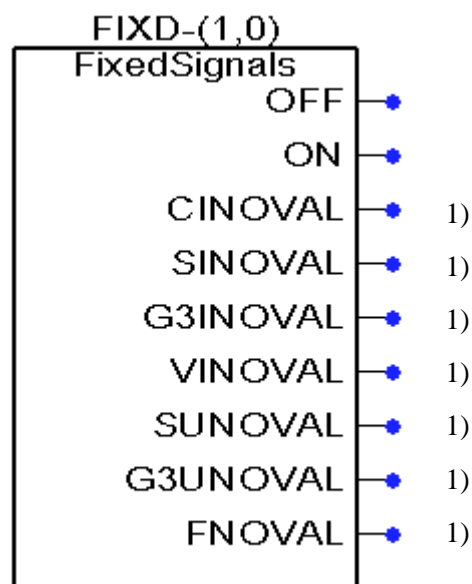 FIXD-(1,0)
FixedSignals
OFF
ON
CINOVAL 1)
SINOVAL 1)
G3INOVAL 1)
VINOVAL 1)
SUNOVAL 1)
G3UNOVAL 1)
FNOVAL 1)